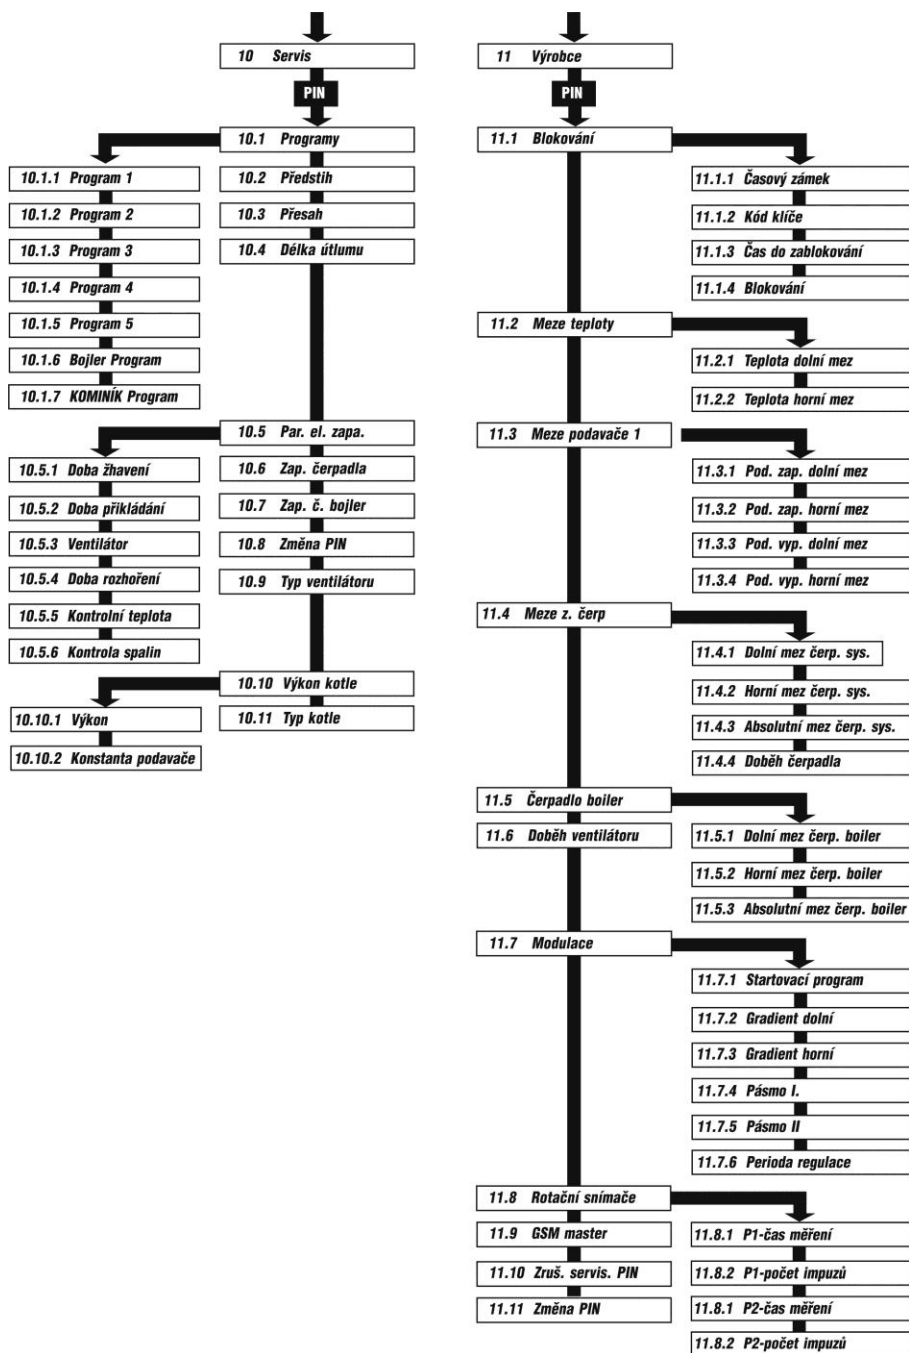 10 Servis
PIN
10.1 Programy
10.1.1 Program 1
10.1.2 Program 2
10.1.3 Program 3
10.1.4 Program 4
10.1.5 Program 5
10.1.6 Bojler Program
10.1.7 KOMINÍK Program
10.2 Předstih
10.3 Přesah
10.4 Délka útlumu
10.5 Par. el. zapa.
10.5.1 Doba žhavení
10.5.2 Doba přikládání
10.5.3 Ventilátor
10.5.4 Doba rozhoření
10.5.5 Kontrolní teplota
10.5.6 Kontrola spalin
10.6 Zap. čerpadla
10.7 Zap. č. bojler
10.8 Změna PIN
10.9 Typ ventilátoru
10.10 Výkon kotle
10.10.1 Výkon
10.10.2 Konstanta podavače
10.11 Typ kotle
11 Výrobce
PIN
11.1 Blokování
11.1.1 Časový zámek
11.1.2 Kód klíče
11.1.3 Čas do zablokování
11.1.4 Blokování
11.2 Meze teploty
11.2.1 Teplota dolní mez
11.2.2 Teplota horní mez
11.3 Meze podavače 1
11.3.1 Pod. zap. dolní mez
11.3.2 Pod. zap. horní mez
11.3.3 Pod. vyp. dolní mez
11.3.4 Pod. vyp. horní mez
11.4 Meze z. čerp
11.4.1 Dolní mez čerp. sys.
11.4.2 Horní mez čerp. sys.
11.4.3 Absolutní mez čerp. sys.
11.4.4 Doběh čerpadla
11.5 Čerpadlo boiler
11.5.1 Dolní mez čerp. boiler
11.5.2 Horní mez čerp. boiler
11.5.3 Absolutní mez čerp. boiler
11.6 Doběh ventilátoru
11.7 Modulace
11.7.1 Startovací program
11.7.2 Gradient dolní
11.7.3 Gradient horní
11.7.4 Pásmo I.
11.7.5 Pásmo II
11.7.6 Perioda regulace
11.8 Rotační snímače
11.8.1 P1-čas měření
11.8.2 P1-počet impuzů
11.8.1 P2-čas měření
11.8.2 P2-počet impuzů
11.9 GSM master
11.10 Zruš. servis. PIN
11.11 Změna PIN